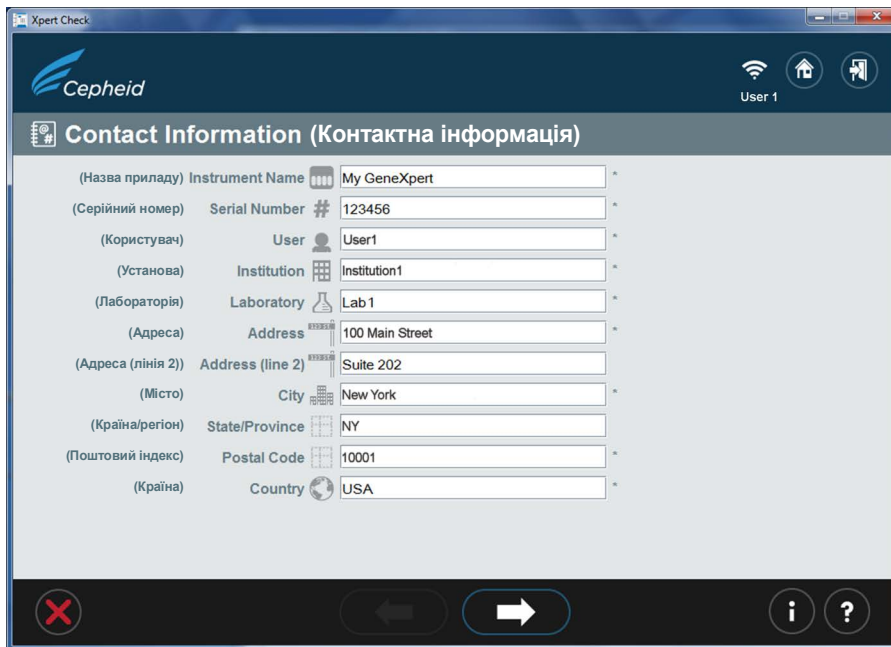 Xpert Check
Cepheid
User 1
Contact Information (Контактна інформація)
(Назва приладу) Instrument Name My GeneXpert *
(Серійний номер) Serial Number # 123456 *
(Користувач) User User1 *
(Установа) Institution Institution1 *
(Лабораторія) Laboratory Lab1 *
(Адреса) Address 100 Main Street *
(Адреса (лінія 2)) Address (line 2) Suite 202
(Місто) City New York *
(Країна/регіон) State/Province NY
(Поштовий індекс) Postal Code 10001 *
(Країна) Country USA *
i ?